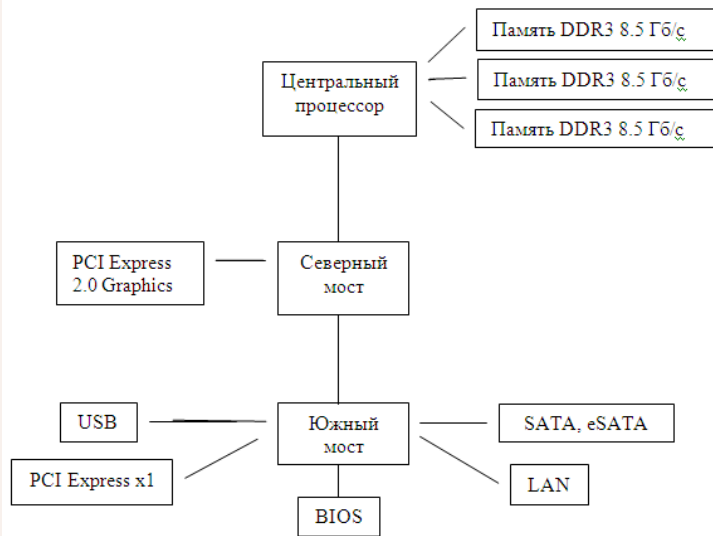 Память DDR3 8.5 Гб/с
Центральный
процессор
Память DDR3 8.5 Гб/с
Память DDR3 8.5 Гб/с
PCI Express
2.0 Graphics
Северный
мост
USB
Южный
мост
SATA, eSATA
PCI Express x1
LAN
BIOS